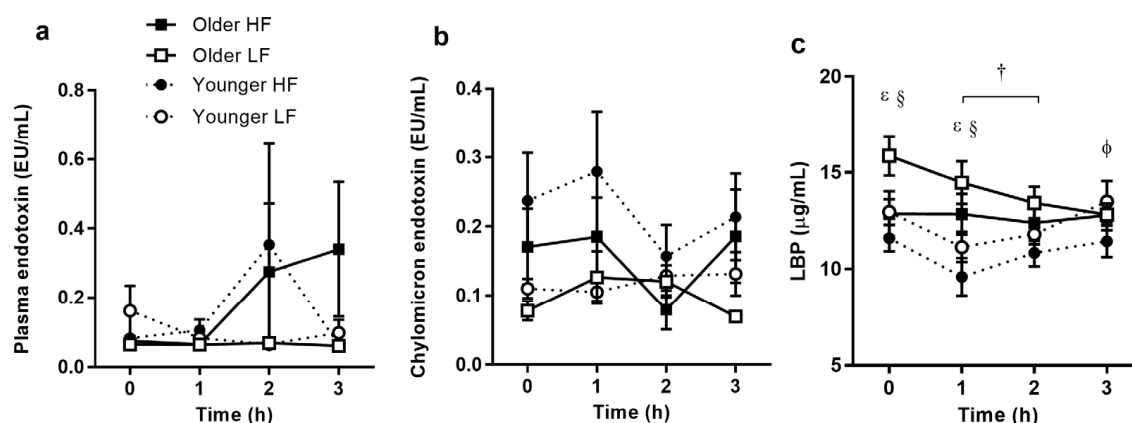 a
Older HF
Older LF
Younger HF
Younger LF
Plasma endotoxin (EU/mL)
0.8
0.6
0.4
0.2
0.0
0 1 2 3
Time (h)
b
Chylomicron endotoxin (EU/mL)
0.4
0.3
0.2
0.1
0.0
0 1 2 3
Time (h)
c
LBP (µg/mL)
20
15
10
5
ε §
ε §
†
ϕ
0 1 2 3
Time (h)